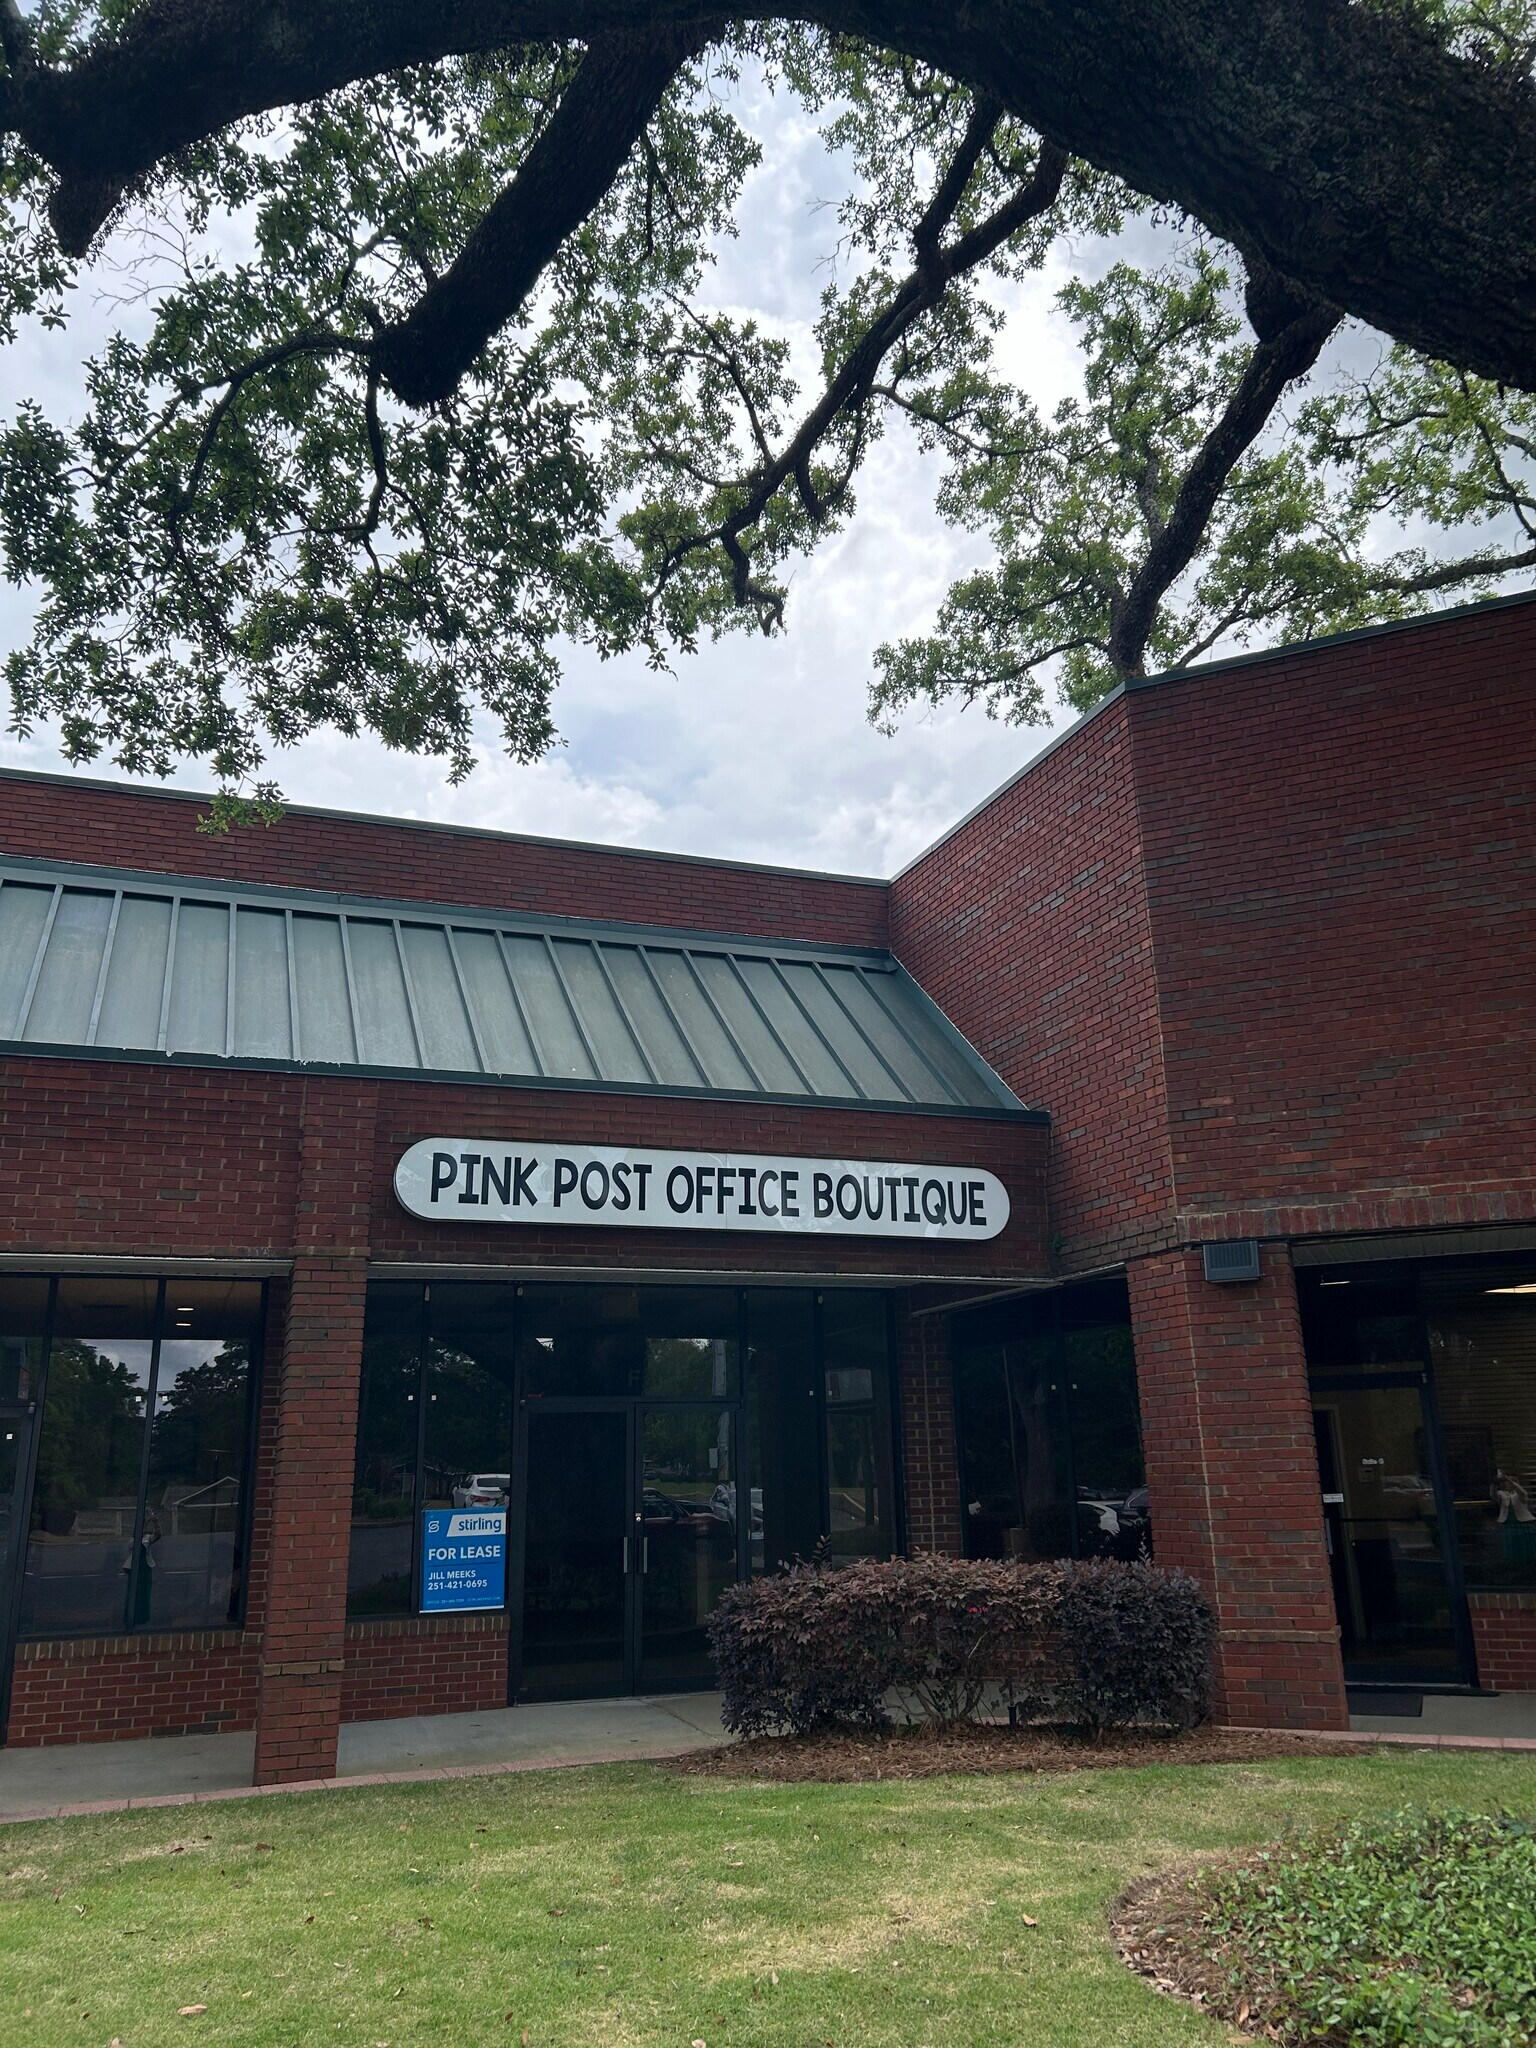 PINK POST OFFICE BOUTIQUE
stirling
FOR LEASE
JILL MEEKS
251-421-0695